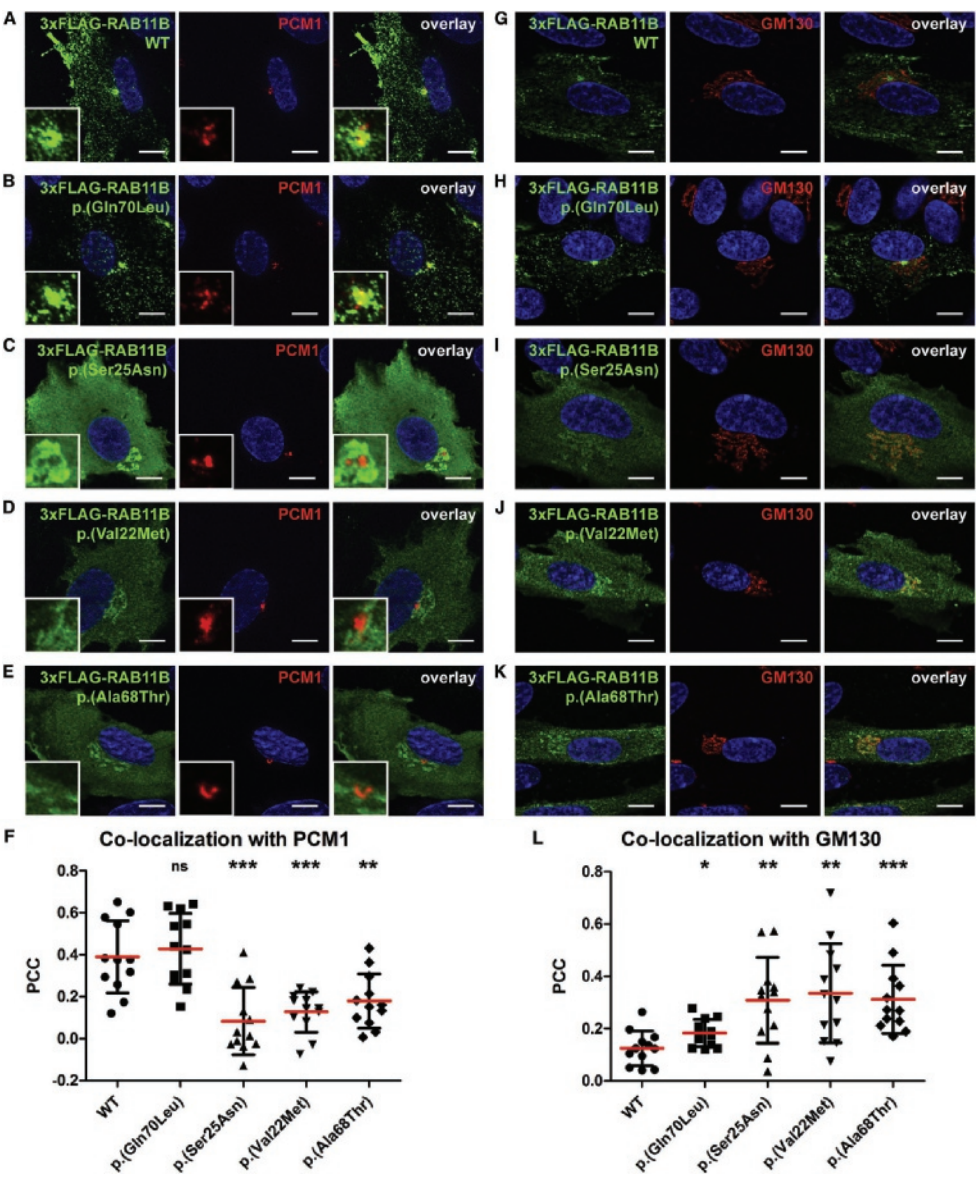 A
3xFLAG-RAB11B
WT
PCM1
overlay
G
3xFLAG-RAB11B
WT
GM130
overlay
B
3xFLAG-RAB11B
p.(Gln70Leu)
PCM1
overlay
H
3xFLAG-RAB11B
p.(Gln70Leu)
GM130
overlay
C
3xFLAG-RAB11B
p.(Ser25Asn)
PCM1
overlay
I
3xFLAG-RAB11B
p.(Ser25Asn)
GM130
overlay
D
3xFLAG-RAB11B
p.(Val22Met)
PCM1
overlay
J
3xFLAG-RAB11B
p.(Val22Met)
GM130
overlay
E
3xFLAG-RAB11B
p.(Ala68Thr)
PCM1
overlay
K
3xFLAG-RAB11B
p.(Ala68Thr)
GM130
overlay
F
Co-localization with PCM1
ns *** *** **
0.8
0.6
0.4
0.2
0.0
-0.2
PCC
WT
p.(Gln70Leu)
p.(Ser25Asn)
p.(Val22Met)
p.(Ala68Thr)
L
Co-localization with GM130
* ** ** ***
0.8
0.6
0.4
0.2
0.0
PCC
WT
p.(Gln70Leu)
p.(Ser25Asn)
p.(Val22Met)
p.(Ala68Thr)